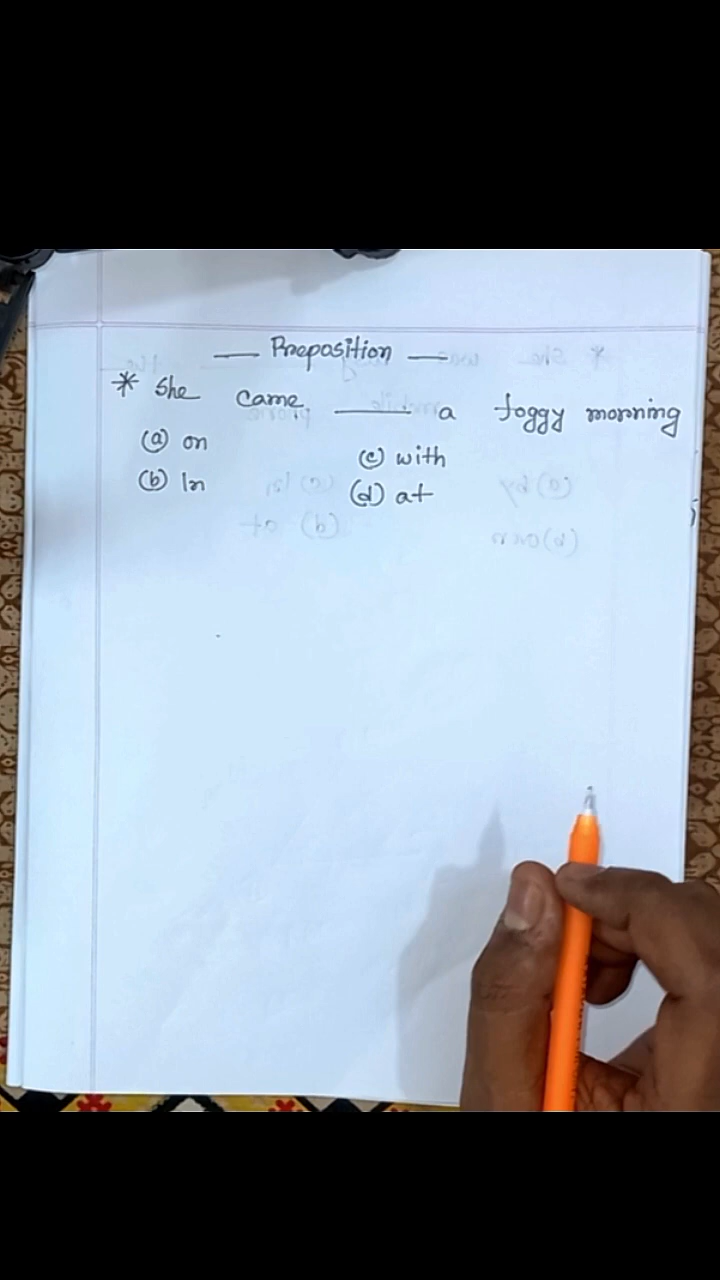 — Preposition —
* She came ______ a foggy morning
(a) on (c) with
(b) In (d) at